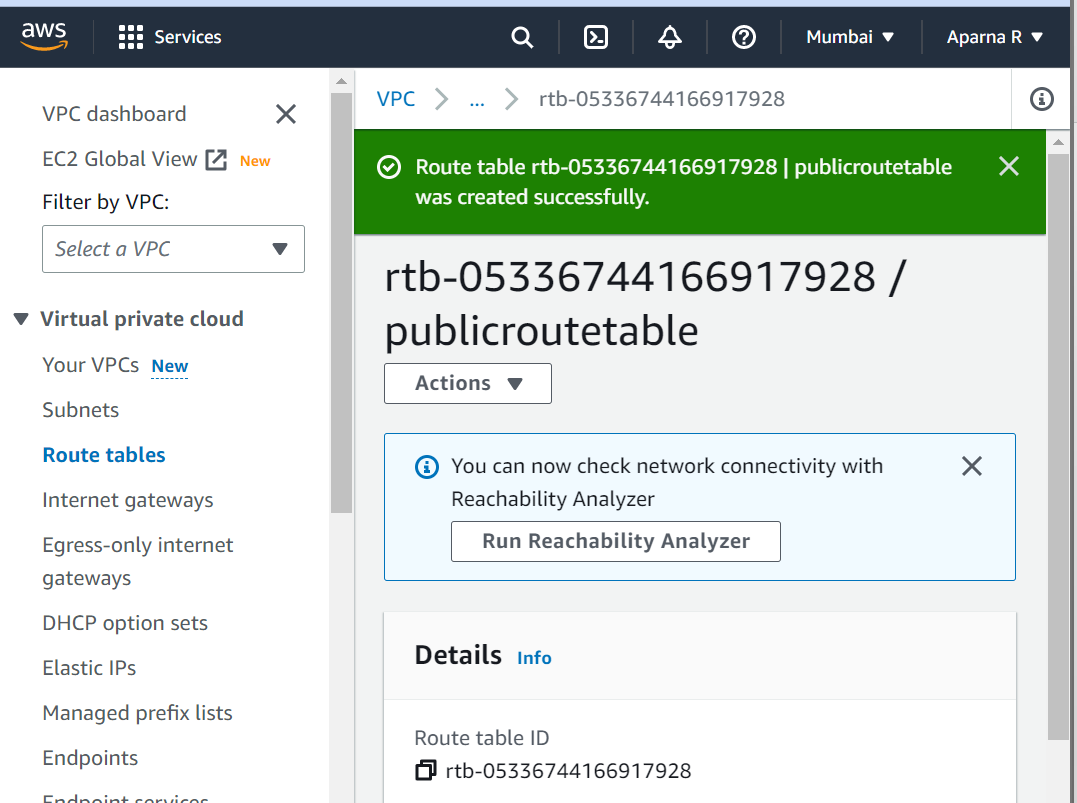 aws Services Mumbai Aparna R
VPC dashboard
EC2 Global View New
Filter by VPC:
Select a VPC
Virtual private cloud
Your VPCs New
Subnets
Route tables
Internet gateways
Egress-only internet
gateways
DHCP option sets
Elastic IPs
Managed prefix lists
Endpoints
Endpoint services
VPC ... rtb-05336744166917928
Route table rtb-05336744166917928 | publicroutetable
was created successfully.
rtb-05336744166917928 /
publicroutetable
Actions
You can now check network connectivity with
Reachability Analyzer
Run Reachability Analyzer
Details Info
Route table ID
rtb-05336744166917928